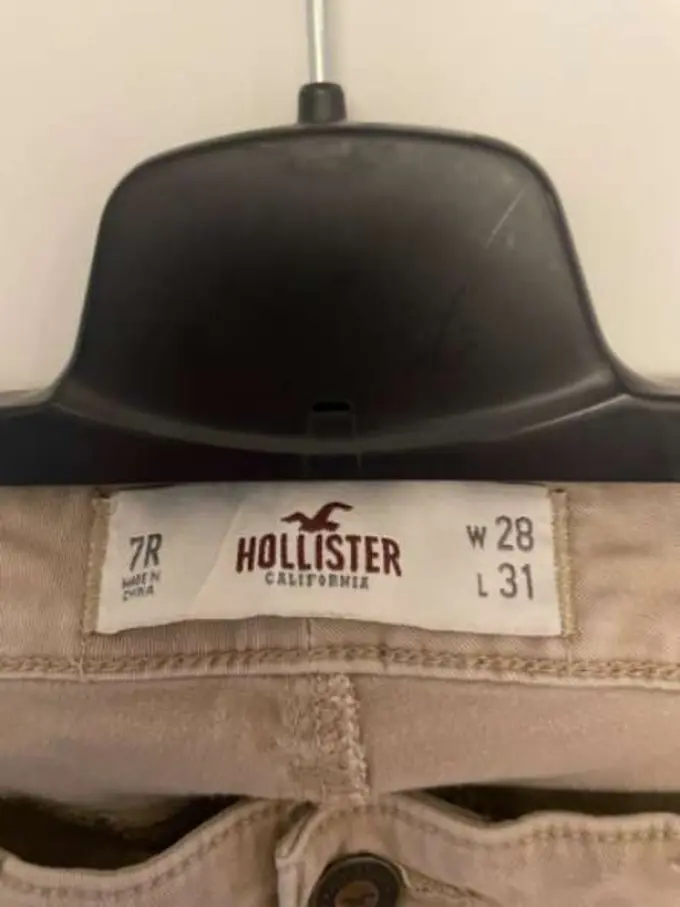 7R
MADE IN
CHINA
HOLLISTER
CALIFORNIA
W 28
L 31